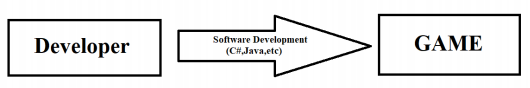 Developer
Software Development
(C#,Java,etc)
GAME